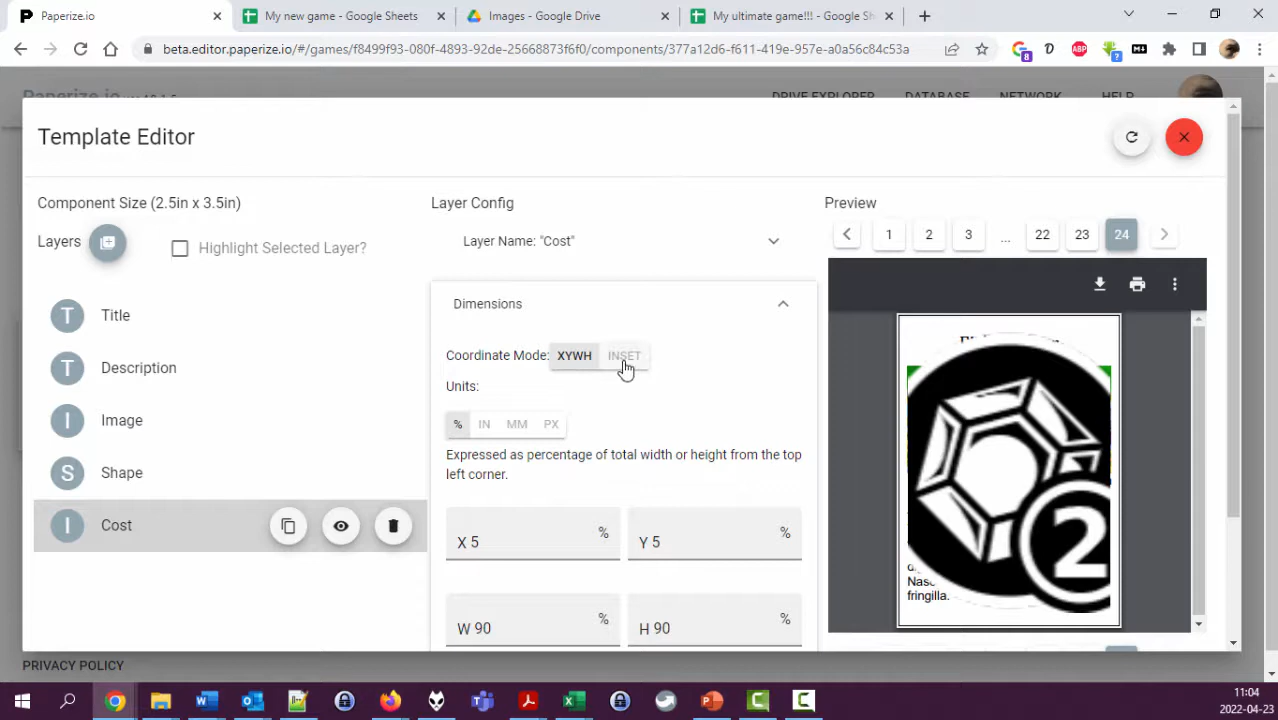 Paperize.io
My new game - Google Sheets
Images - Google Drive
My ultimate game!!! - Google Sh
beta.editor.paperize.io/#/games/f8499f93-080f-4893-92de-25668873f6f0/components/377a12d6-f611-419e-957e-a0a56c84c53a
Paperize.io
DRIVE EXPLORER
DATABASE
NETWORK
HELP
Template Editor
Component Size (2.5in x 3.5in)
Layers
Highlight Selected Layer?
T Title
T Description
I Image
S Shape
I Cost
Layer Config
Layer Name: "Cost"
Dimensions
Coordinate Mode: XYWH INSET
Units:
% IN MM PX
Expressed as percentage of total width or height from the top
left corner.
X 5 %
Y 5 %
W 90 %
H 90 %
Preview
1 2 3 ... 22 23 24
2
Nasc
fringilla.
PRIVACY POLICY
11:04
2022-04-23